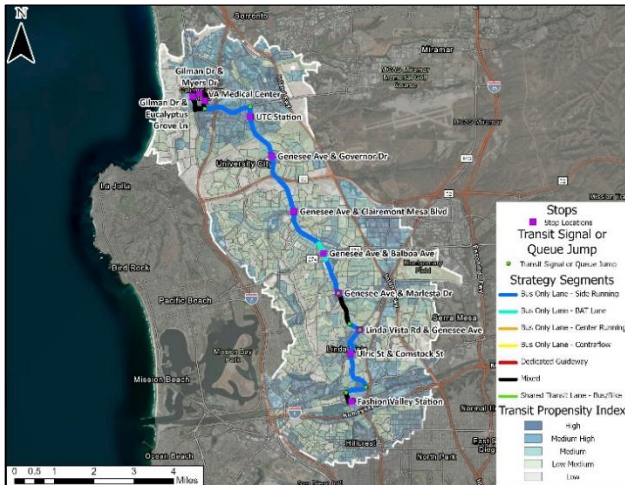 N
Sorrento
Miramar
Gilman Dr &
Myers Dr
VA Medical Center
Gilman Dr &
Eucalyptus
Grove Ln
UTC Station
University City
Genesee Ave & Governor Dr
La Jolla
Genesee Ave & Clairemont Mesa Blvd
Genesee Ave & Balboa Ave
Bird Rock
Genesee Ave & Marlesta Dr
Pacific Beach
Serra Mesa
Linda Vista Rd & Genesee Ave
Mission Bay
Park
Ulric St & Comstock St
Mission Beach
Fashion Valley Station
Hillcrest
Ocean Beach
North Park
0 0.5 1 2 3 4
Miles
Stops
Stop Locations
Transit Signal or
Queue Jump
Transit Signal or Queue Jump
Strategy Segments
Bus Only Lane - Side Running
Bus Only Lane - BAT Lane
Bus Only Lane - Center Running
Bus Only Lane - Contraflow
Dedicated Guideway
Mixed
Shared Transit Lane - Bus/Bike
Transit Propensity Index
High
Medium High
Medium
Low Medium
Low